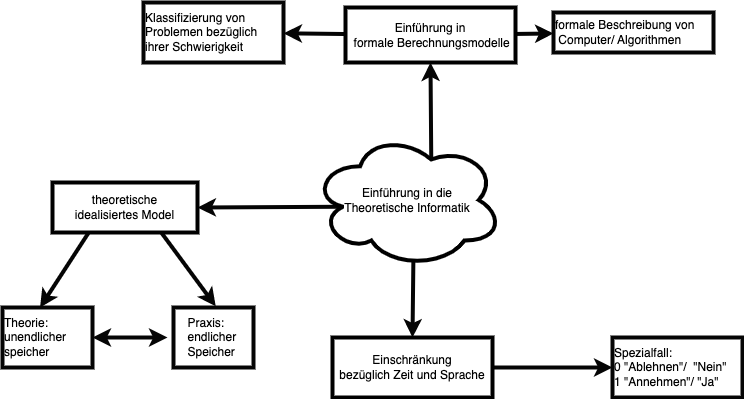 Klassifizierung von
Problemen bezüglich
ihrer Schwierigkeit
Einführung in
formale Berechnungsmodelle
formale Beschreibung von
Computer/ Algorithmen
Einführung in die
Theoretische Informatik
theoretische
idealisiertes Model
Theorie:
unendlicher
speicher
Praxis:
endlicher
Speicher
Einschränkung
bezüglich Zeit und Sprache
Spezialfall:
0 "Ablehnen"/ "Nein"
1 "Annehmen"/ "Ja"